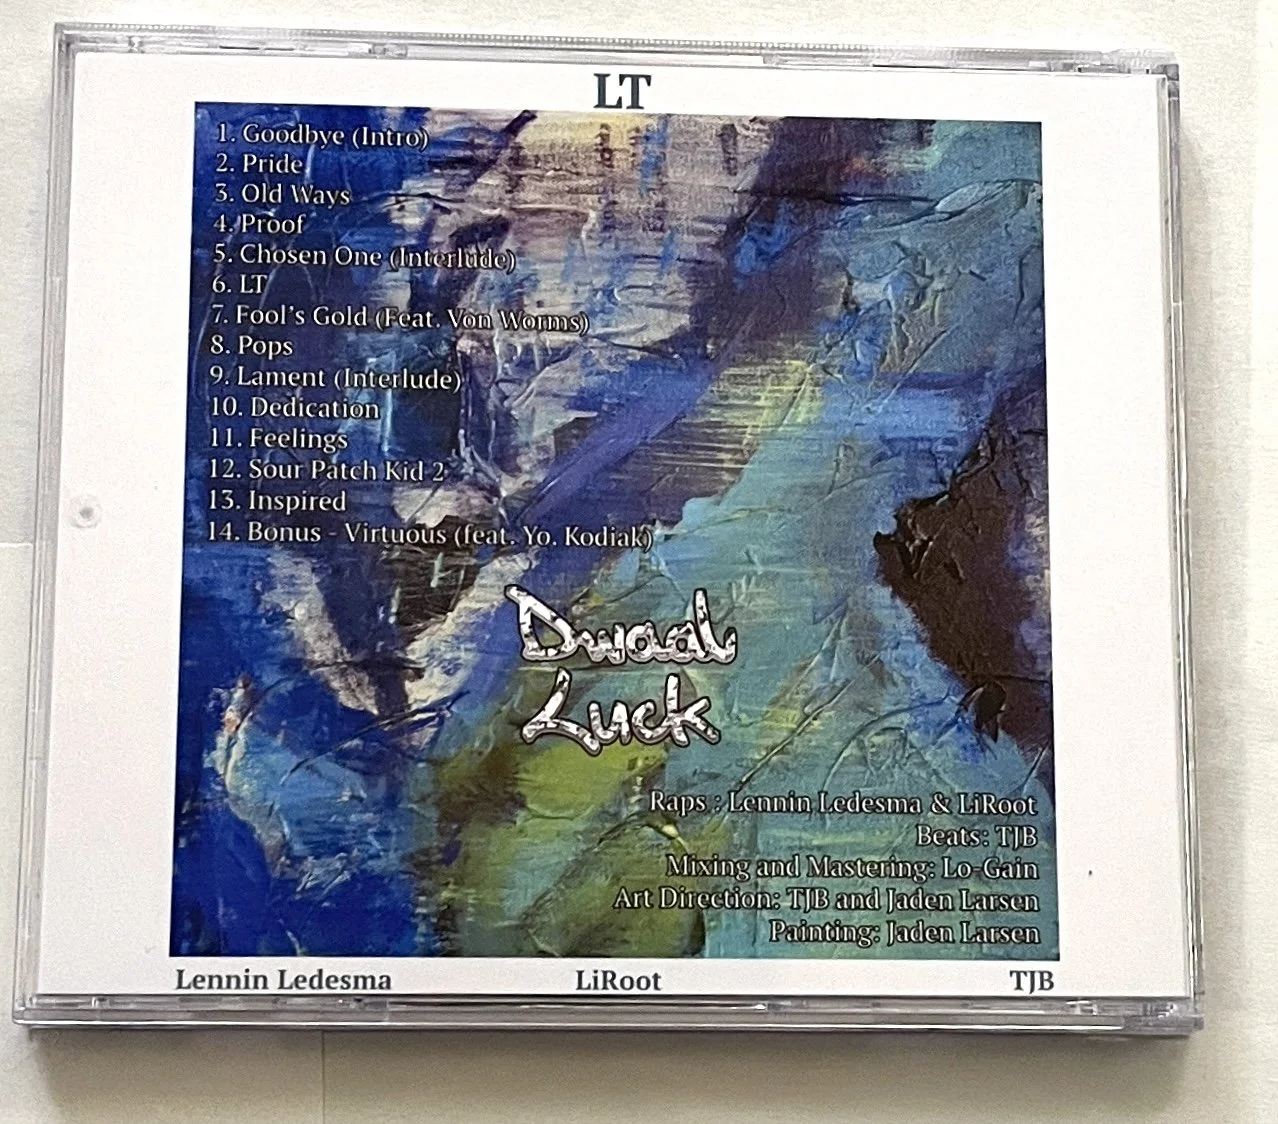 LT
1. Goodbye (Intro)
2. Pride
3. Old Ways
4. Proof
5. Chosen One (Interlude)
6. LT
7. Fool's Gold (Feat. Von Worms)
8. Pops
9. Lament (Interlude)
10. Dedication
11. Feelings
12. Sour Patch Kid 2
13. Inspired
14. Bonus - Virtuous (feat. Yo. Kodiak)
Dwaal
Luck
Raps : Lennin Ledesma & LiRoot
Beats: TJB
Mixing and Mastering: Lo-Gain
Art Direction: TJB and Jaden Larsen
Painting: Jaden Larsen
Lennin Ledesma LiRoot TJB